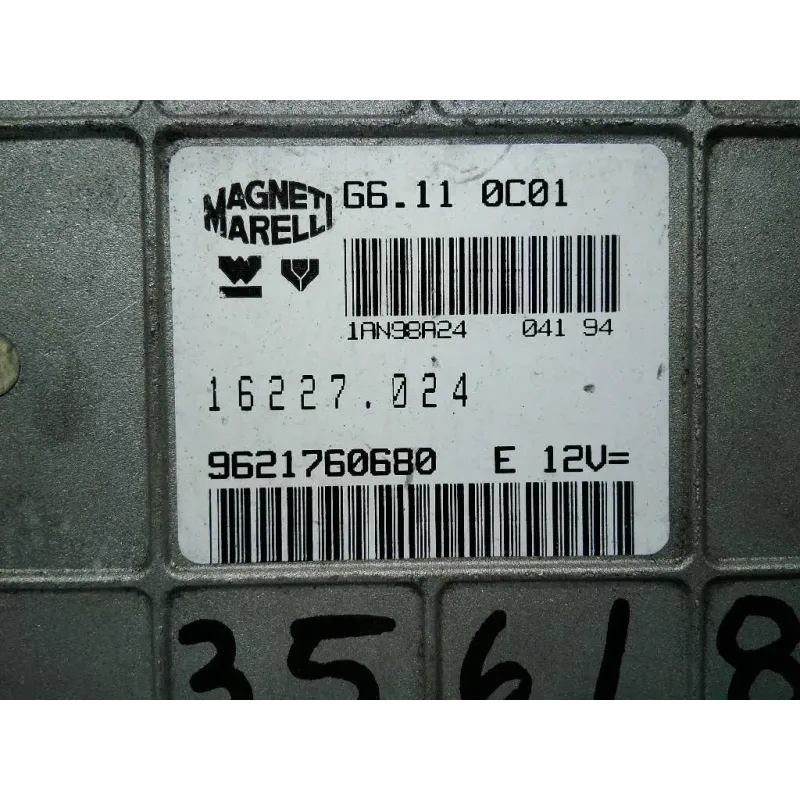 MAGNETI
MARELLI
G6.11 0C01
1AN98A24 041 94
16227.024
9621760680 E 12V=
35618